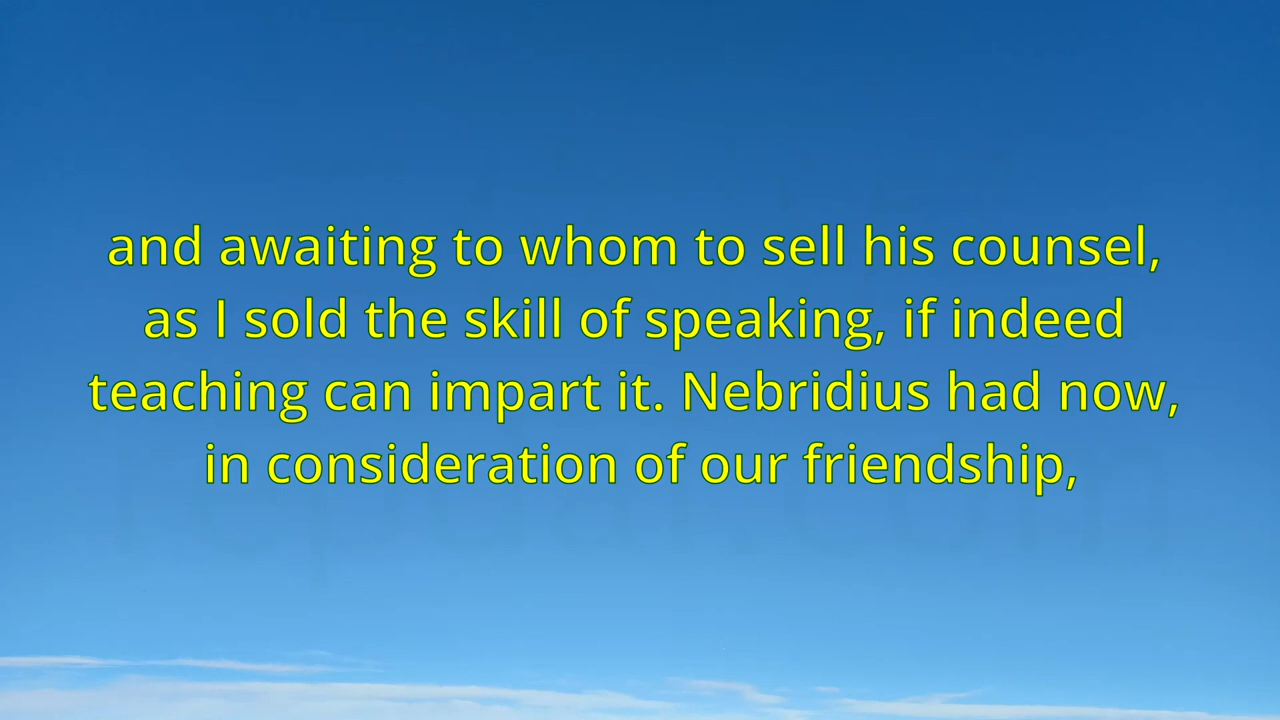 and awaiting to whom to sell his counsel,
as I sold the skill of speaking, if indeed
teaching can impart it. Nebridius had now,
in consideration of our friendship,